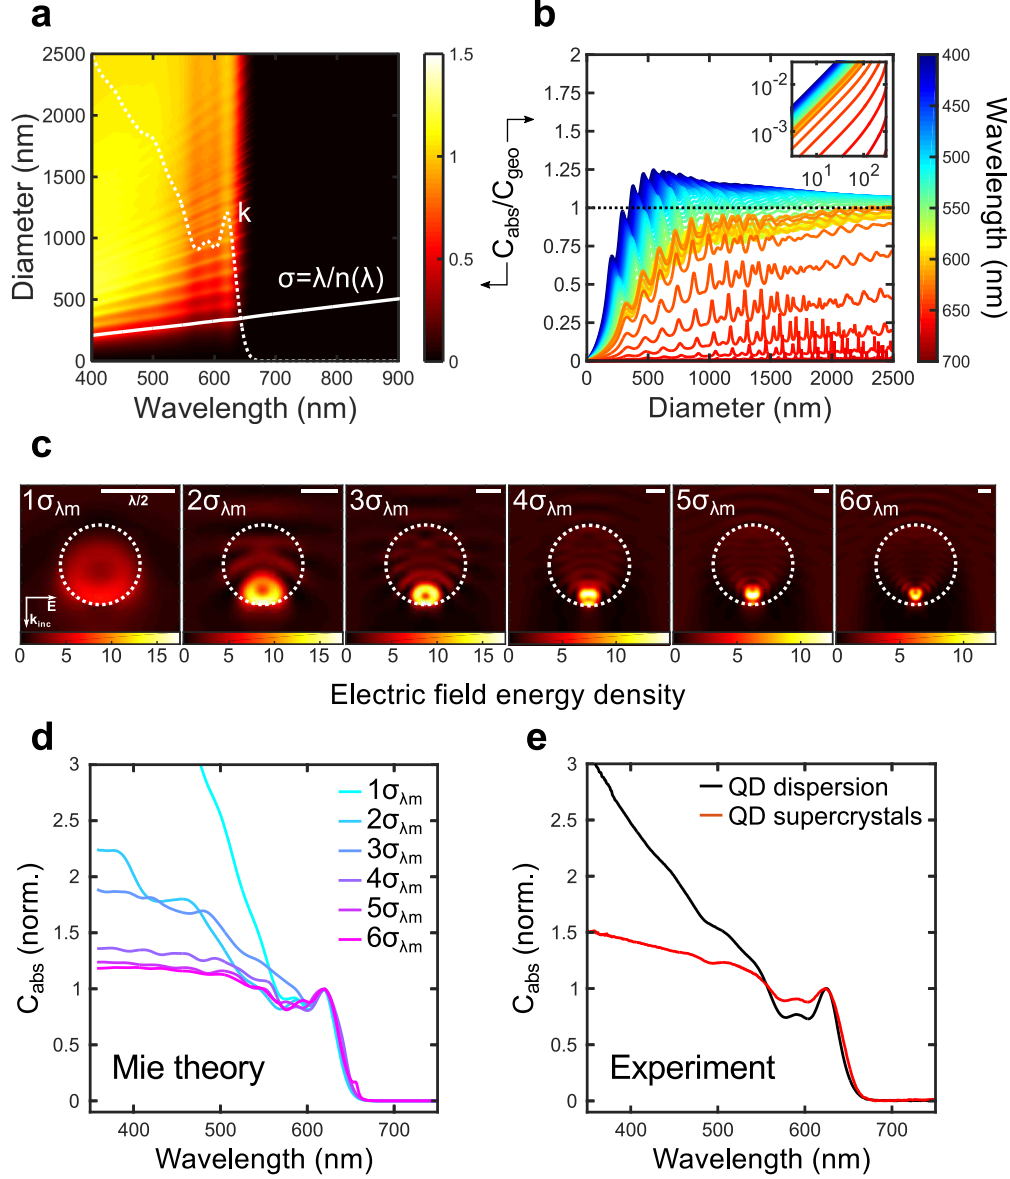 a
2500
2000
1500
1000
500
0
Diameter (nm)
400
500
600
700
800
900
Wavelength (nm)
k
σ=λ/n(λ)
1.5
1
0.5
0
C_abs/C_geo
b
2
1.75
1.5
1.25
1
0.75
0.5
0.25
0
0
500
1000
1500
2000
2500
Diameter (nm)
10⁻²
10⁻³
10¹
10²
400
450
500
550
600
650
700
Wavelength (nm)
c
1σ_λm
λ/2
E
k_inc
0 5 10 15
2σ_λm
0 5 10 15
3σ_λm
0 5 10 15
4σ_λm
0 5 10
5σ_λm
0 5 10
6σ_λm
0 5 10
Electric field energy density
d
3
2.5
2
1.5
1
0.5
0
C_abs (norm.)
1σ_λm
2σ_λm
3σ_λm
4σ_λm
5σ_λm
6σ_λm
Mie theory
400 500 600 700
Wavelength (nm)
e
3
2.5
2
1.5
1
0.5
0
C_abs (norm.)
QD dispersion
QD supercrystals
Experiment
400 500 600 700
Wavelength (nm)